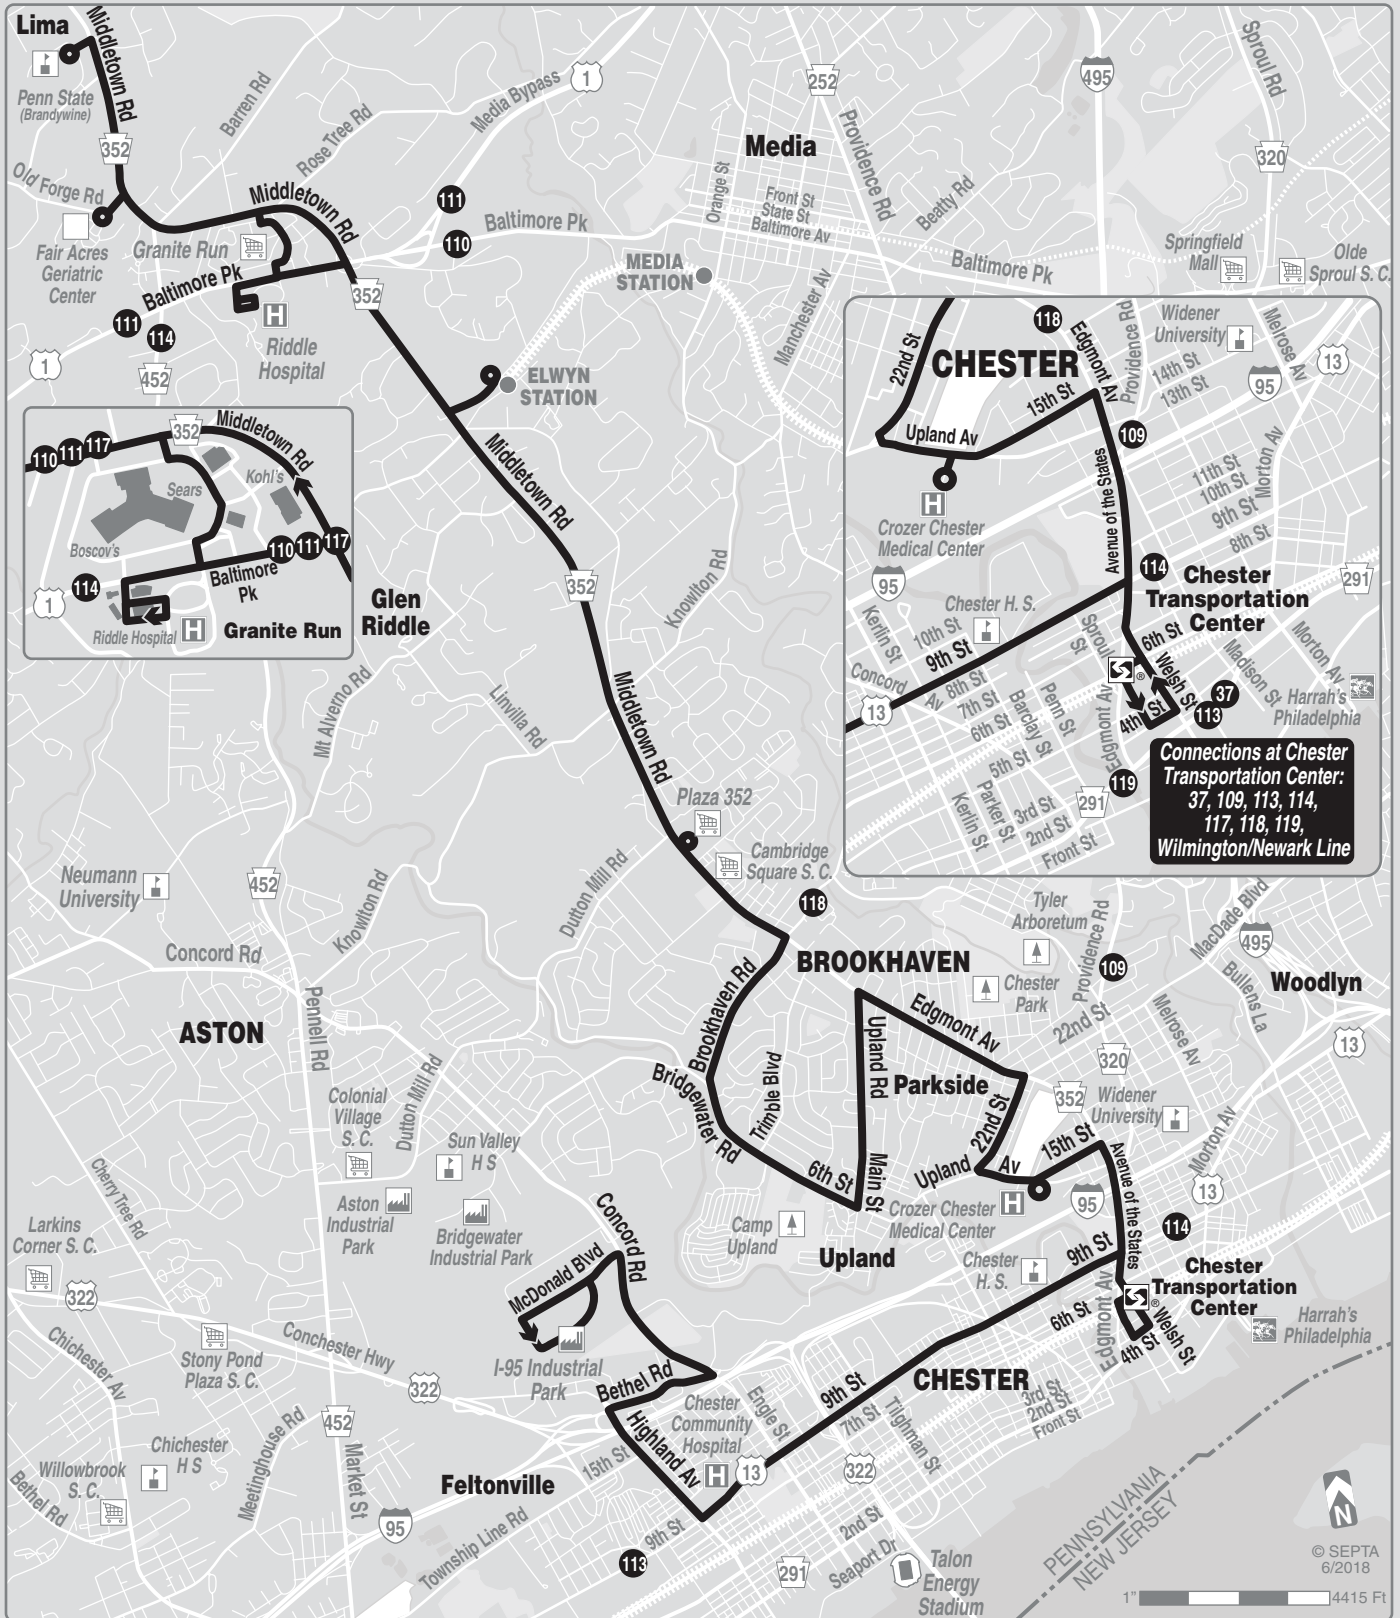 Lima
Middletown Rd
Penn State
(Brandywine)
352
Old Forge Rd
Fair Acres
Geriatric
Center
Barren Rd
Rose Tree Rd
Media Bypass
1
Middletown Rd
Granite Run
111
110
Baltimore Pk
Baltimore Pk
111
114
1
452
H
Riddle
Hospital
352
ELWYN
STATION
MEDIA
STATION
Media
252
Providence Rd
Orange St
Front St
State St
Baltimore Av
Beatty Rd
Manchester Av
Baltimore Pk
495
Sproul Rd
320
Springfield
Mall
Olde
Sproul S. C.
352
Middletown Rd
110
111
117
Sears
Kohl's
Boscov's
110
111
117
114
1
Baltimore
Pk
Riddle Hospital
H
Granite Run
Glen
Riddle
Middletown Rd
352
Knowlton Rd
Mt Alverno Rd
Linvilla Rd
Middletown Rd
Plaza 352
Cambridge
Square S. C.
118
Dutton Mill Rd
22nd St
CHESTER
118
Edgmont Av
Providence Rd
Widener
University
Melrose Av
13
14th St
13th St
95
15th St
Upland Av
109
H
Crozer Chester
Medical Center
Avenue of the States
11th St
10th St
9th St
8th St
Morton Av
95
Chester H. S.
114
Chester
Transportation
Center
291
Kerlin St
10th St
9th St
Sproul
St
6th St
Concord
Av
13
8th St
7th St
6th St
5th St
Barclay St
Penn St
Welsh St
®
Madison St
Morton Av
37
113
Harrah's
Philadelphia
4th St
Edgmont Av
119
291
Kerlin St
Parker St
3rd St
2nd St
Front St
Connections at Chester
Transportation Center:
37, 109, 113, 114,
117, 118, 119,
Wilmington/Newark Line
Neumann
University
452
Knowlton Rd
Concord Rd
Pennell Rd
ASTON
BROOKHAVEN
Brookhaven Rd
Bridgewater Rd
Trimble Blvd
Upland Rd
Edgmont Av
Parkside
22nd St
Tyler
Arboretum
Chester
Park
Providence Rd
109
22nd St
MacDade Blvd
495
Bullens La
Woodlyn
13
Melrose Av
320
352
Widener
University
Morton Av
Colonial
Village
S. C.
Dutton Mill Rd
Sun Valley
H S
Cherry Tree Rd
Aston
Industrial
Park
Bridgewater
Industrial Park
6th St
Main St
Upland
Av
15th St
Avenue of the States
13
Crozer Chester
Medical Center
H
95
Camp
Upland
Upland
Chester
H. S.
9th St
114
Larkins
Corner S. C.
322
Concord Rd
McDonald Blvd
Chester
Transportation
Center
®
6th St
Edgmont Av
4th St
Welsh St
Harrah's
Philadelphia
Chichester Av
Stony Pond
Plaza S. C.
Conchester Hwy
322
I-95 Industrial
Park
Bethel Rd
Highland Av
Chester
Community
Hospital
H
13
Engle St
9th St
CHESTER
7th St
Tilghman St
3rd St
2nd St
Front St
452
Market St
Meetinghouse Rd
Chichester
H S
Willowbrook
S. C.
Bethel Rd
Feltonville
15th St
322
95
Township Line Rd
9th St
113
2nd St
Seaport Dr
291
Talon
Energy
Stadium
PENNSYLVANIA
NEW JERSEY
N
© SEPTA
6/2018
1"
4415 Ft